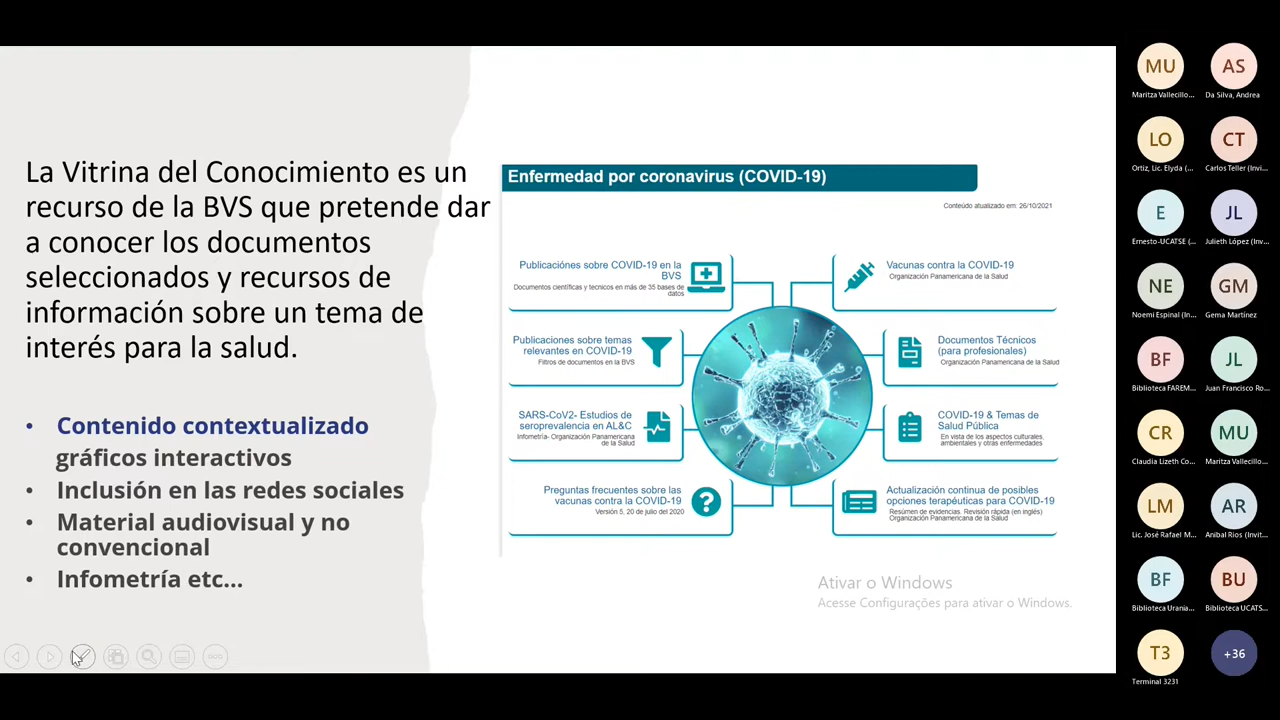 La Vitrina del Conocimiento es un
recurso de la BVS que pretende dar
a conocer los documentos
seleccionados y recursos de
información sobre un tema de
interés para la salud.
• Contenido contextualizado
gráficos interactivos
• Inclusión en las redes sociales
• Material audiovisual y no
convencional
• Infometría etc...
Enfermedad por coronavirus (COVID-19)
Conteúdo atualizado em: 26/10/2021
Publicaciónes sobre COVID-19 en la
BVS
Documentos científicas y tecnicos en más de 35 bases de
datos
Publicaciones sobre temas
relevantes en COVID-19
Filtros de documentos en la BVS
SARS-CoV2- Estudios de
seroprevalencia en AL&C
Infometría- Organización Panamericana
de la Salud
Preguntas frecuentes sobre las
vacunas contra la COVID-19
Versión 5, 20 de julio del 2020
Vacunas contra la COVID-19
Organización Panamericana de la Salud
Documentos Técnicos
(para profesionales)
Organización Panamericana de la Salud
COVID-19 & Temas de
Salud Pública
En vista de los aspectos culturales,
ambientales y otras enfermedades
Actualización continua de posibles
opciones terapéuticas para COVID-19
Resúmen de evidencias. Revisión rápida (en inglés)
Organización Panamericana de la Salud
Ativar o Windows
Acesse Configurações para ativar o Windows.
MU
Maritza Vallecillo...
AS
Da Silva, Andrea
LO
Ortiz, Lic. Elyda (...
CT
Carlos Teller (Invi...
E
Ernesto-UCATSE (...
JL
Julieth López (Inv...
NE
Noemi Espinal (In...
GM
Gema Martínez
BF
Biblioteca FAREM...
JL
Juan Francisco Ro...
CR
Claudia Lizeth Co...
MU
Maritza Vallecillo...
LM
Lic. José Rafael M...
AR
Anibal Rios (Invit...
BF
Biblioteca Urania...
BU
Biblioteca UCATS...
T3
Terminal 3231
+36